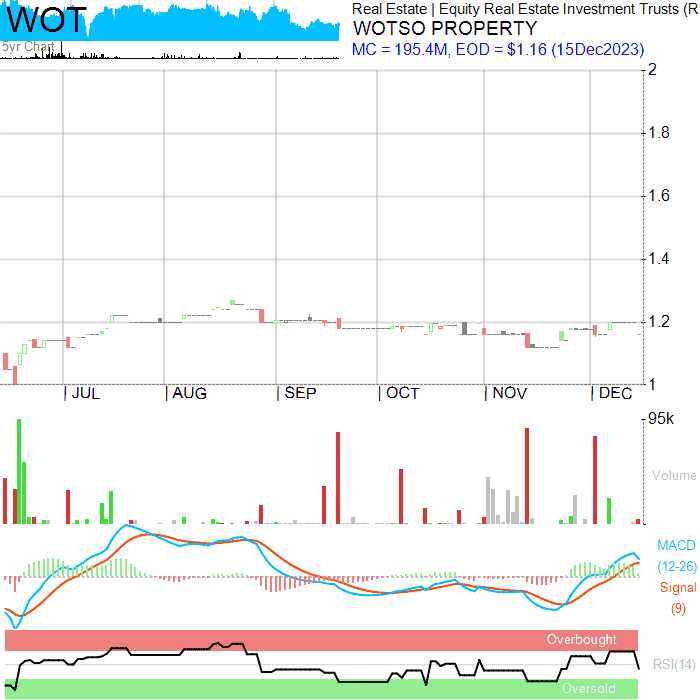 WOT
5yr Chart
Real Estate | Equity Real Estate Investment Trusts (R
WOTSO PROPERTY
MC = 195.4M, EOD = $1.16 (15Dec2023)
2
1.8
1.6
1.4
1.2
1
JUL AUG SEP OCT NOV DEC
95k
Volume
MACD
(12-26)
Signal
(9)
Overbought
RSI(14)
Oversold